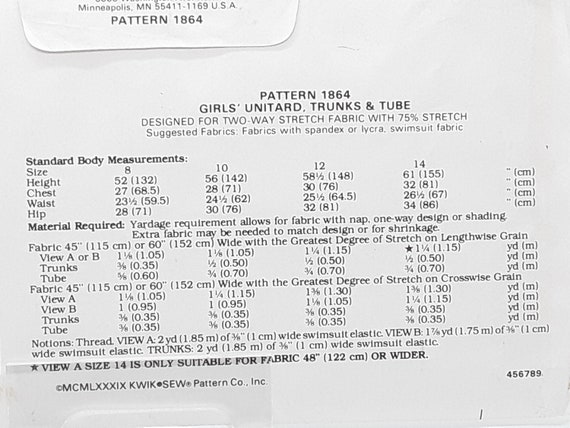 Minneapolis, MN 55411-1169 U.S.A.,
PATTERN 1864
PATTERN 1864
GIRLS' UNITARD, TRUNKS & TUBE
DESIGNED FOR TWO-WAY STRETCH FABRIC WITH 75% STRETCH
Suggested Fabrics: Fabrics with spandex or lycra, swimsuit fabric
Standard Body Measurements:
Size 8 10 12 14
Height 52 (132) 56 (142) 58½ (148) 61 (155) " (cm)
Chest 27 (68.5) 28 (71) 30 (76) 32 (81) " (cm)
Waist 23½ (59.5) 24½ (62) 25½ (64.5) 26½ (67) " (cm)
Hip 28 (71) 30 (76) 32 (81) 34 (86) " (cm)
Material Required: Yardage requirement allows for fabric with nap, one-way design or shading.
Extra fabric may be needed to match design or for shrinkage.
Fabric 45" (115 cm) or 60" (152 cm) Wide with the Greatest Degree of Stretch on Lengthwise Grain
View A or B 1⅛ (1.05) 1⅛ (1.05) 1¼ (1.15) ★1¼ (1.15) yd (m)
Trunks ⅜ (0.35) ½ (0.50) ½ (0.50) ½ (0.50) yd (m)
Tube ⅝ (0.60) ¾ (0.70) ¾ (0.70) ¾ (0.70) yd (m)
Fabric 45" (115 cm) or 60" (152 cm) Wide with the Greatest Degree of Stretch on Crosswise Grain
View A 1⅛ (1.05) 1¼ (1.15) 1⅜ (1.30) 1⅜ (1.30) yd (m)
View B 1 (0.95) 1 (0.95) 1⅛ (1.05) 1¼ (1.15) yd (m)
Trunks ⅜ (0.35) ⅜ (0.35) ⅜ (0.35) ⅜ (0.35) yd (m)
Tube ⅜ (0.35) ⅜ (0.35) ⅜ (0.35) ⅜ (0.35) yd (m)
Notions: Thread. VIEW A: 2 yd (1.85 m) of ⅜" (1 cm) wide swimsuit elastic. VIEW B: 1⅞ yd (1.75 m) of ⅜" (1 cm)
wide swimsuit elastic. TRUNKS: 2 yd (1.85 m) of ⅜" (1 cm) wide swimsuit elastic.
★ VIEW A SIZE 14 IS ONLY SUITABLE FOR FABRIC 48" (122 cm) OR WIDER.
©MCMLXXXIX KWIK•SEW® Pattern Co., Inc.
456789